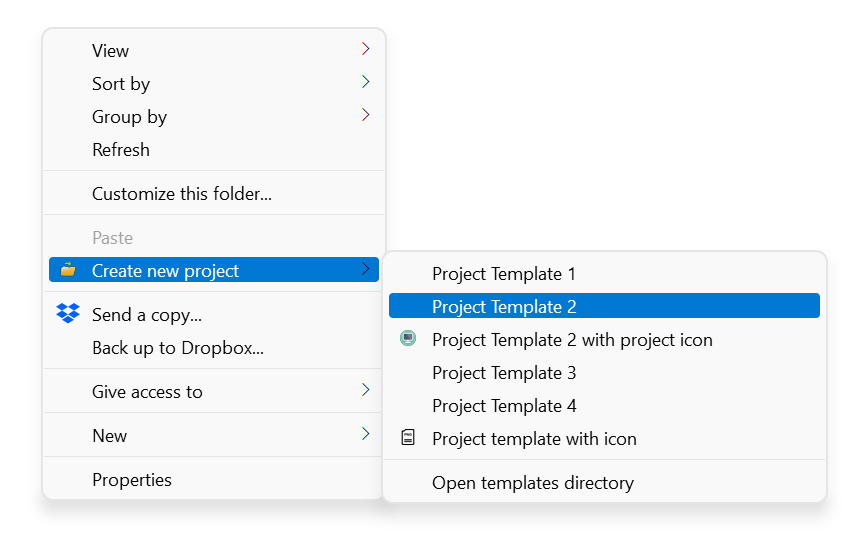 View
Sort by
Group by
Refresh
Customize this folder...
Paste
Create new project
Send a copy...
Back up to Dropbox...
Give access to
New
Properties
Project Template 1
Project Template 2
Project Template 2 with project icon
Project Template 3
Project Template 4
Project template with icon
Open templates directory